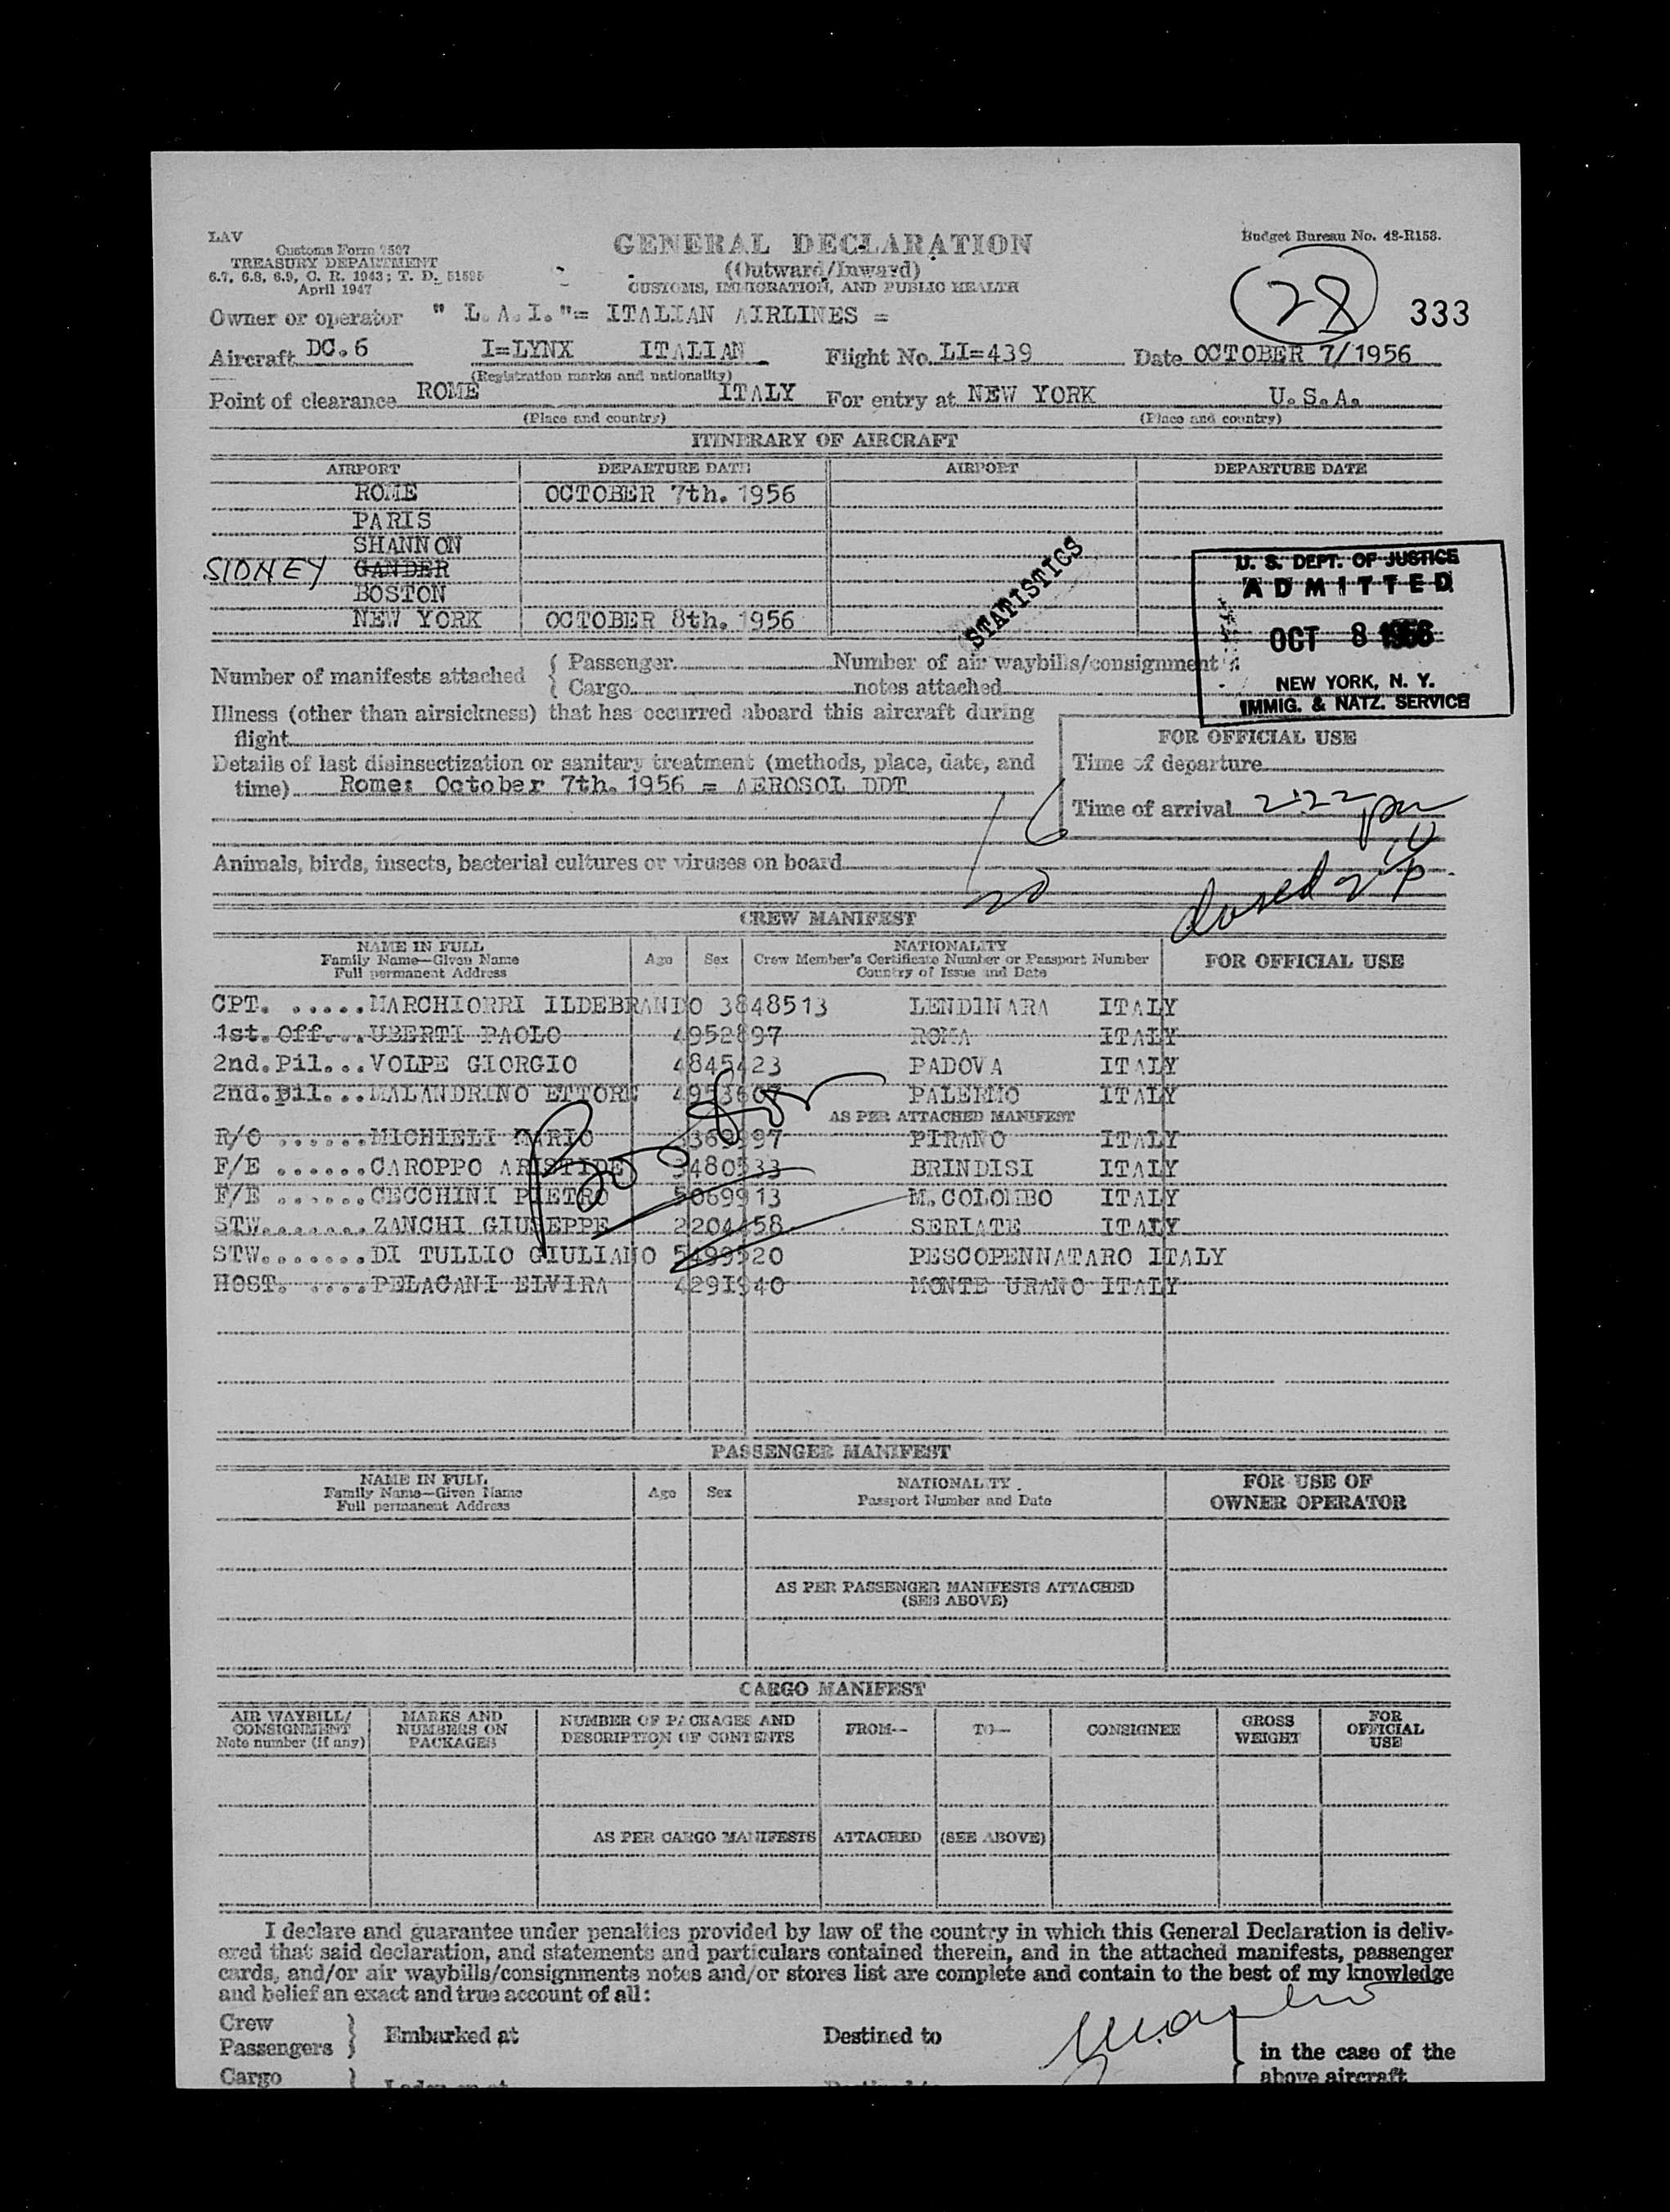 LAV
Customs Form 7507
TREASURY DEPARTMENT
6.7, 6.8, 6.9, C. R. 1943; T. D. 51595
April 1947
GENERAL DECLARATION
(Outward/Inward)
CUSTOMS, IMMIGRATION, AND PUBLIC HEALTH
Budget Bureau No. 48-R158.
28 333
Owner or operator " L.A.I."= ITALIAN AIRLINES =
Aircraft DC.6 I=LYNX ITALIAN Flight No. LI=439 Date OCTOBER 7/1956
(Registration marks and nationality)
Point of clearance ROME ITALY For entry at NEW YORK U.S.A.
(Place and country) (Place and country)
ITINERARY OF AIRCRAFT
AIRPORT DEPARTURE DATE AIRPORT DEPARTURE DATE
ROME OCTOBER 7th. 1956
PARIS
SHANNON
SIDNEY GANDER
BOSTON
NEW YORK OCTOBER 8th. 1956
STATISTICS
U. S. DEPT. OF JUSTICE
ADMITTED
OCT 8 1956
NEW YORK, N. Y.
IMMIG. & NATZ. SERVICE
Number of manifests attached { Passenger Number of air waybills/consignment
Cargo notes attached
Illness (other than airsickness) that has occurred aboard this aircraft during
flight
FOR OFFICIAL USE
Details of last disinsectization or sanitary treatment (methods, place, date, and
time) Rome: October 7th. 1956 = AEROSOL DDT
Time of departure
Time of arrival 2:22 pm
Animals, birds, insects, bacterial cultures or viruses on board
16
20
CREW MANIFEST
NAME IN FULL
Family Name—Given Name
Full permanent Address
Age Sex
NATIONALITY
Crew Member's Certificate Number or Passport Number
Country of Issue and Date
FOR OFFICIAL USE
CPT. .....MARCHIORRI ILDEBRANDO 3848513 LENDINARA ITALY
1st.Off...UBERTI PAOLO 4952897 ROMA ITALY
2nd.Pil...VOLPE GIORGIO 4845423 PADOVA ITALY
2nd.Pil...MALANDRINO ETTORE PALERMO ITALY
AS PER ATTACHED MANIFEST
R/O ......MICHIELI MARIO PIRANO ITALY
F/E ......CAROPPO ARISTIDE BRINDISI ITALY
F/E ......CECCHINI PIETRO 5069913 M.COLOMBO ITALY
STW.......ZANCHI GIUSEPPE 2204458 SERIATE ITALY
STW.......DI TULLIO GIULIANO 5499520 PESCOPENNATARO ITALY
HOST. ....PELAGANI ELVIRA MONTE URANO ITALY
Boston
PASSENGER MANIFEST
NAME IN FULL
Family Name—Given Name
Full permanent Address
Age Sex
NATIONALITY
Passport Number and Date
FOR USE OF
OWNER OPERATOR
AS PER PASSENGER MANIFESTS ATTACHED
(SEE ABOVE)
CARGO MANIFEST
AIR WAYBILL/
CONSIGNMENT
Note number (if any)
MARKS AND
NUMBERS ON
PACKAGES
NUMBER OF PACKAGES AND
DESCRIPTION OF CONTENTS
FROM— TO— CONSIGNEE
GROSS
WEIGHT
FOR
OFFICIAL
USE
AS PER CARGO MANIFESTS ATTACHED (SEE ABOVE)
I declare and guarantee under penalties provided by law of the country in which this General Declaration is deliv-
ered that said declaration, and statements and particulars contained therein, and in the attached manifests, passenger
cards, and/or air waybills/consignments notes and/or stores list are complete and contain to the best of my knowledge
and belief an exact and true account of all:
Crew
Passengers } Embarked at Destined to
in the case of the
above aircraft
Cargo } Laden on at Destined to